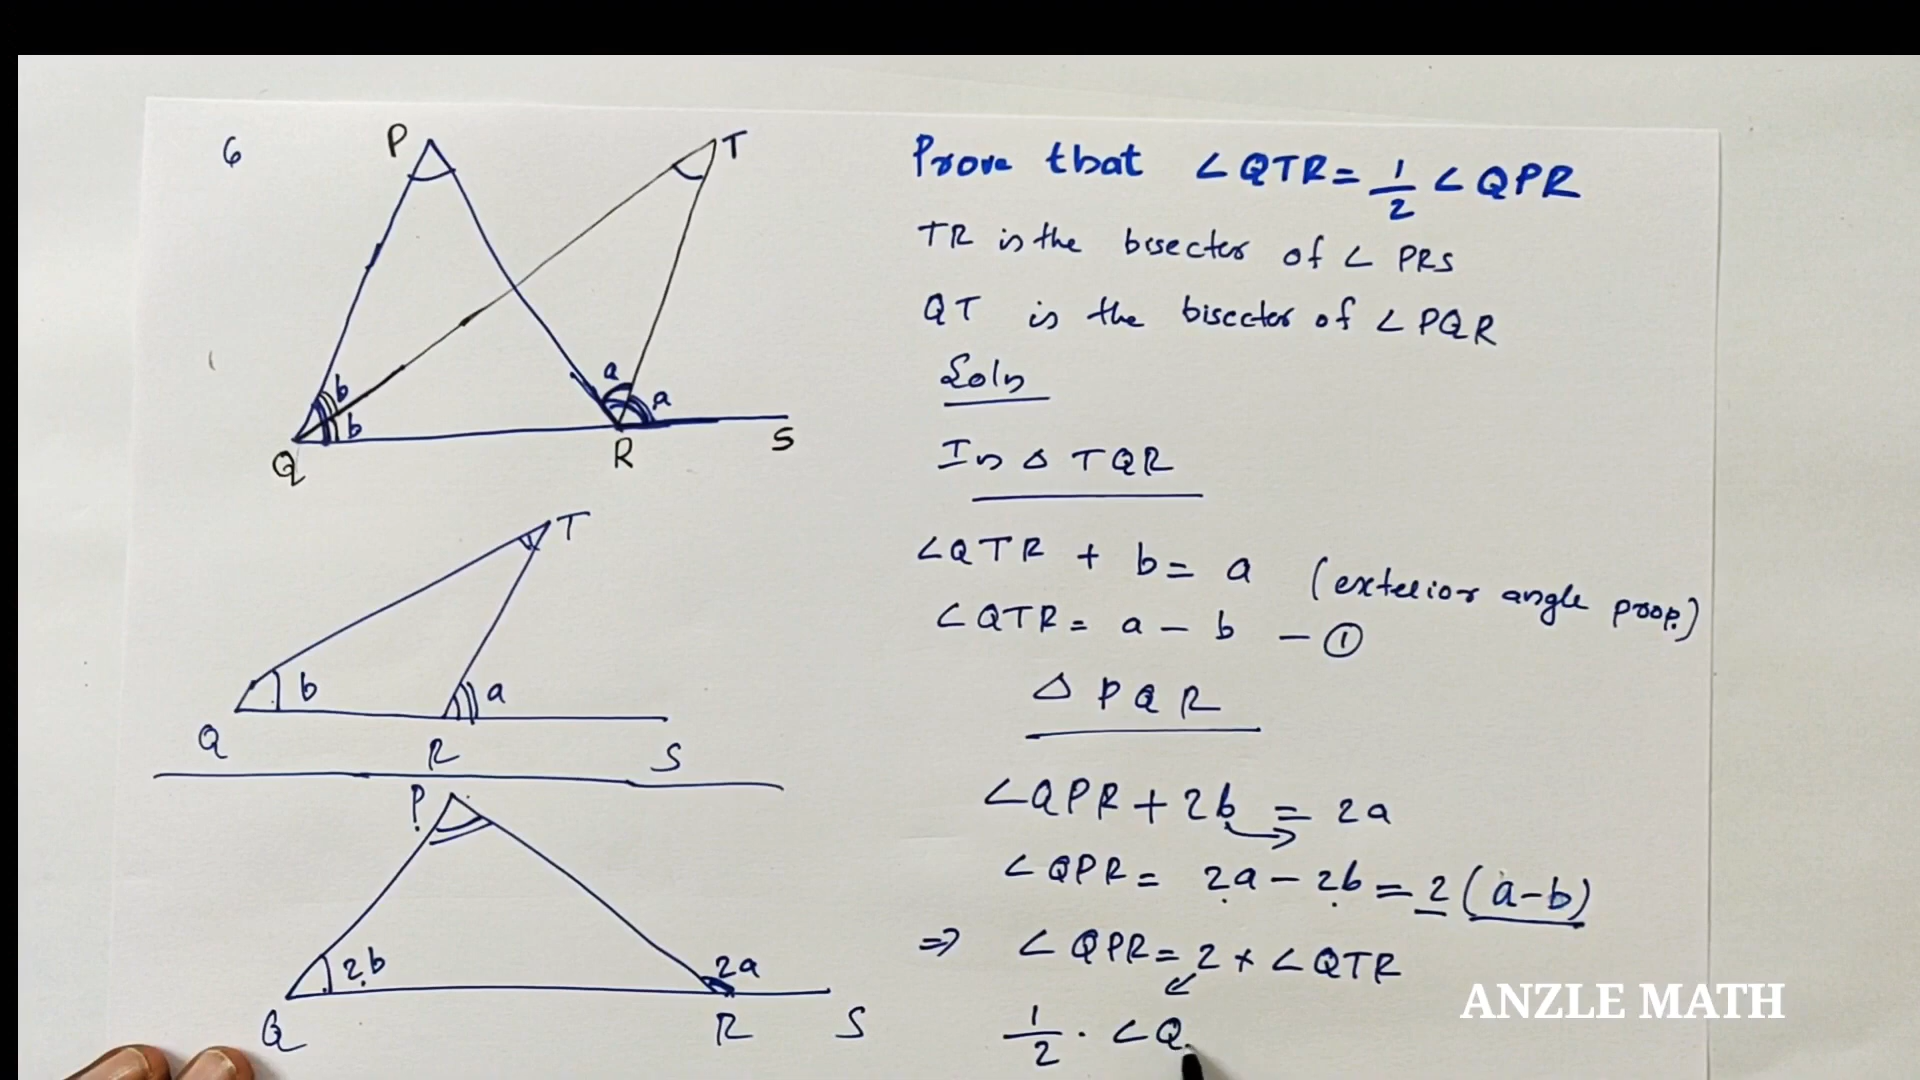 6
P
T
b
b
a
a
Q
R
S
T
b
a
Q
R
S
P
2b
2a
Q
R
S
Prove that ∠QTR = 1/2 ∠QPR
TR is the bisector of ∠ PRS
QT is the bisector of ∠PQR
Soln
In △ TQR
∠QTR + b = a (exterior angle prop.)
∠QTR = a - b - ①
△ PQR
∠QPR + 2b = 2a
∠QPR = 2a - 2b = 2(a-b)
⇒ ∠QPR = 2 × ∠QTR
1/2 · ∠Q
ANZLE MATH